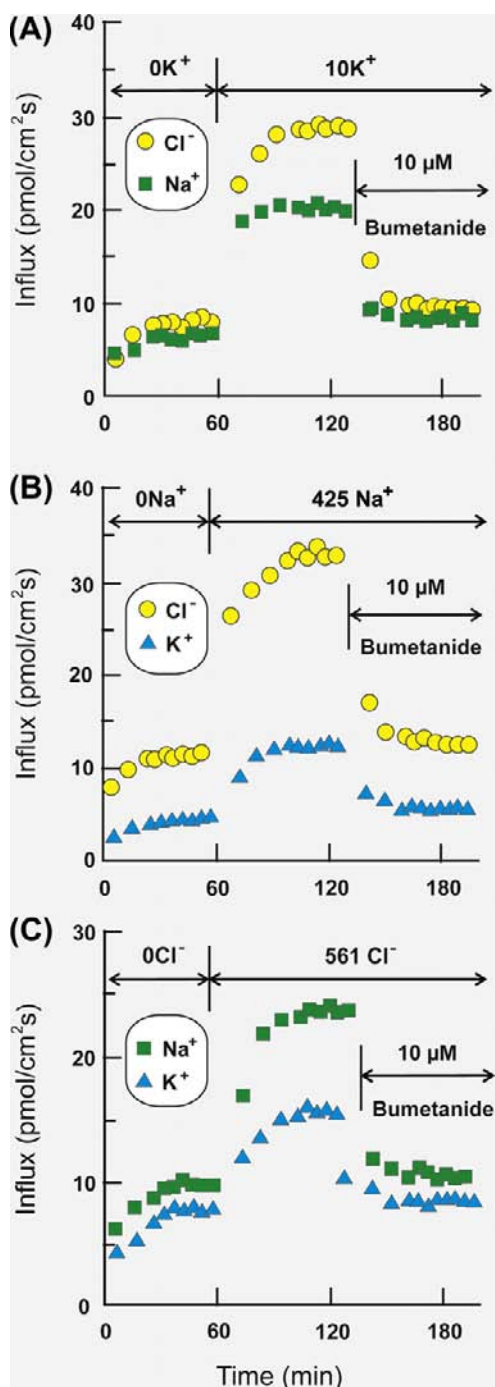 (A)
40
0K+
10K+
30
Cl-
Na+
20
10 µM
Bumetanide
10
0
Influx (pmol/cm²s)
0
60
120
180
(B)
40
0Na+
425 Na+
30
Cl-
K+
20
10 µM
Bumetanide
10
0
Influx (pmol/cm²s)
0
60
120
180
(C)
30
0Cl-
561 Cl-
Na+
K+
20
10 µM
Bumetanide
10
0
Influx (pmol/cm²s)
0
60
120
180
Time (min)